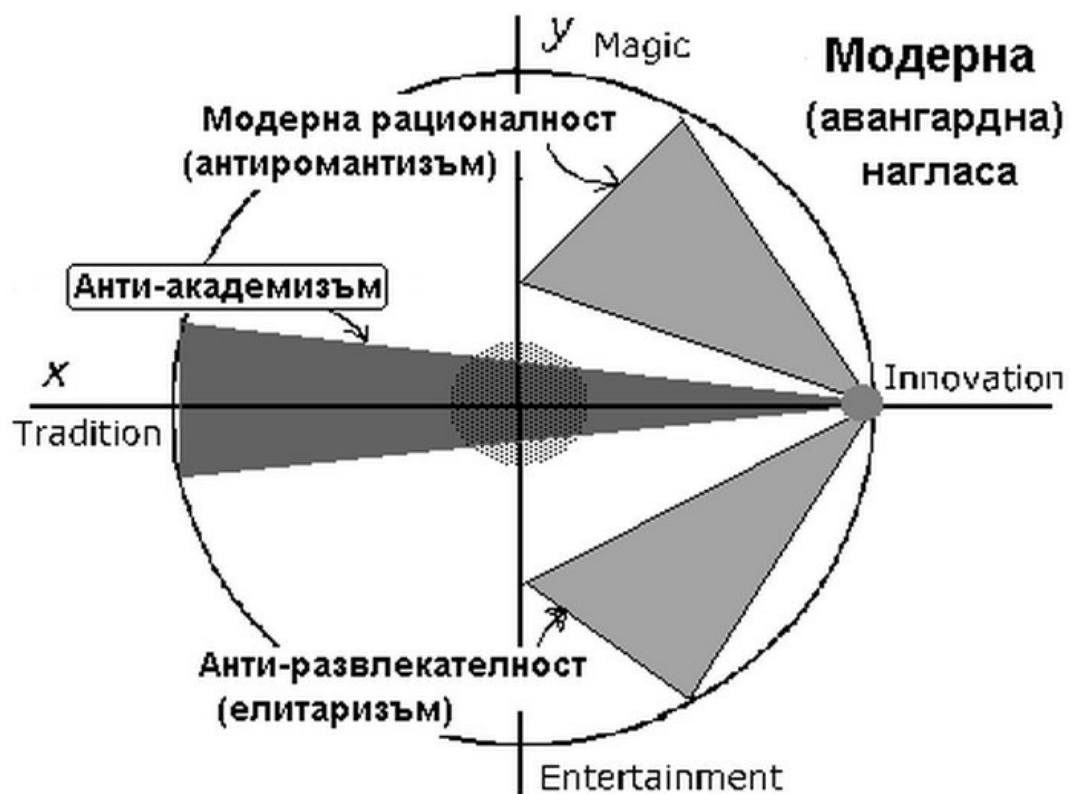 y Magic
Модерна
(авангардна)
нагласа
Модерна рационалност
(антиромантизъм)
Анти-академизъм
x
Innovation
Tradition
Анти-развлекателност
(елитаризъм)
Entertainment